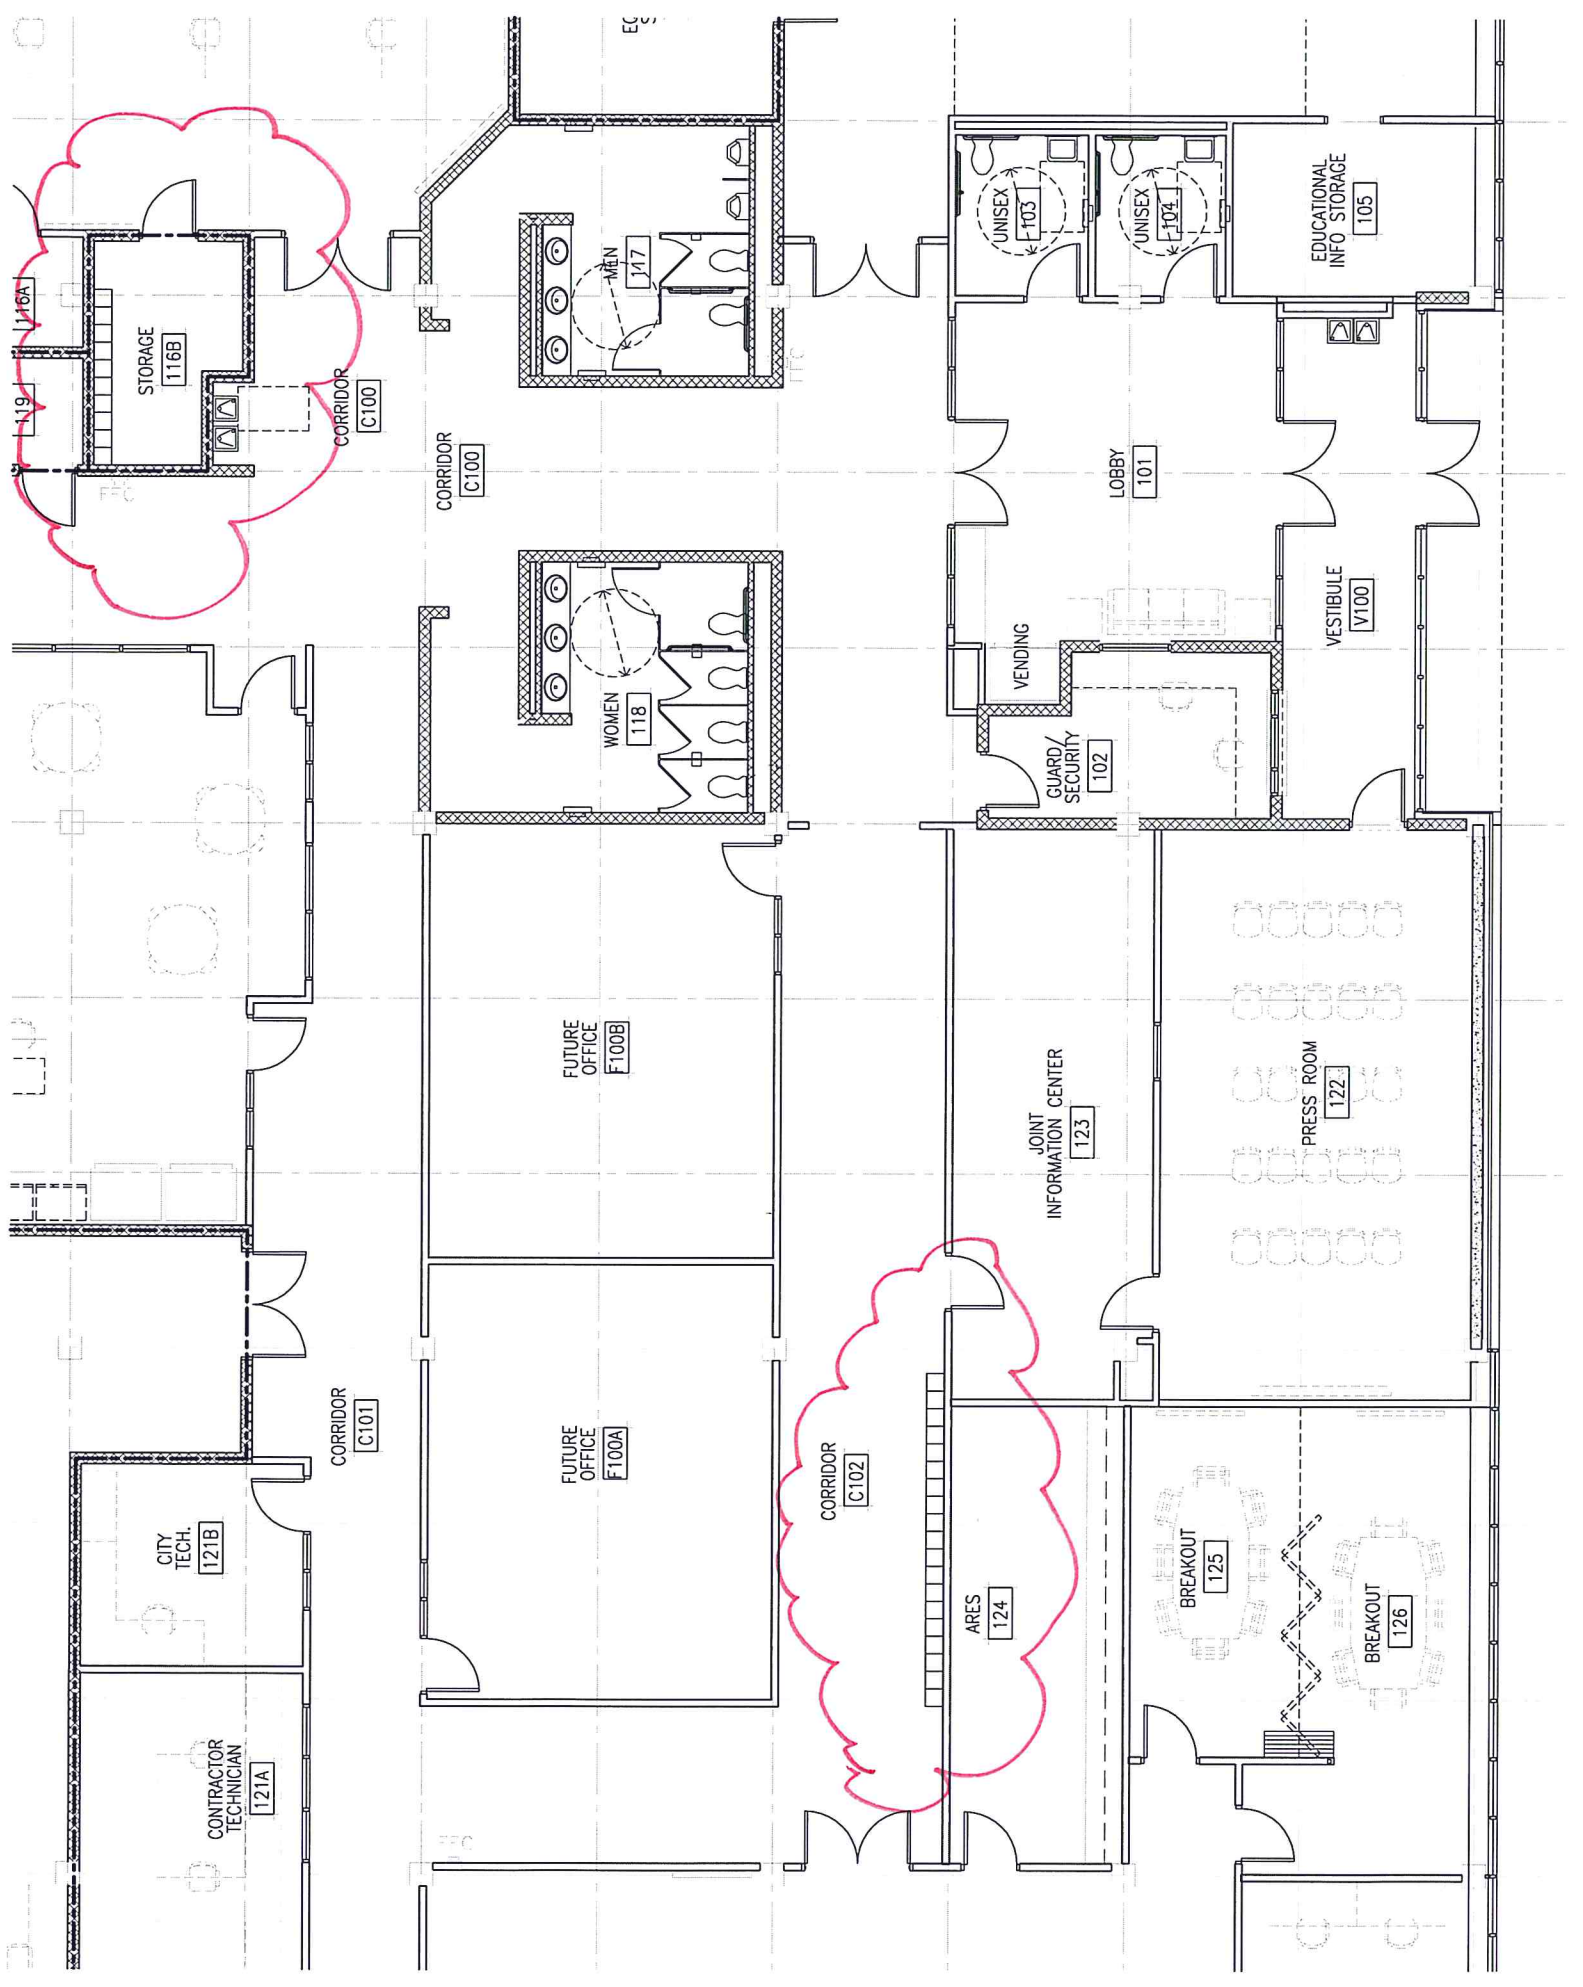 116A
119
STORAGE
116B
CORRIDOR
C100
CORRIDOR
C100
MEN
117
WOMEN
118
UNISEX
103
UNISEX
104
EDUCATIONAL
INFO STORAGE
105
LOBBY
101
VENDING
GUARD/
SECURITY
102
VESTIBULE
V100
FFC
FUTURE
OFFICE
F100B
FUTURE
OFFICE
F100A
JOINT
INFORMATION CENTER
123
PRESS ROOM
122
CORRIDOR
C101
CORRIDOR
C102
CITY
TECH.
121B
CONTRACTOR
TECHNICIAN
121A
ARES
124
BREAKOUT
125
BREAKOUT
126